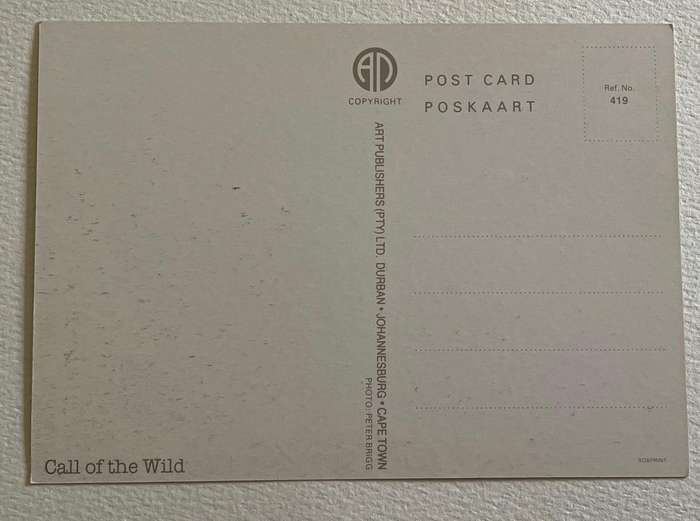 COPYRIGHT
POST CARD
POSKAART
Ref. No.
419
ART PUBLISHERS (PTY) LTD. DURBAN • JOHANNESBURG • CAPE TOWN
PHOTO: PETER BRIGG
Call of the Wild